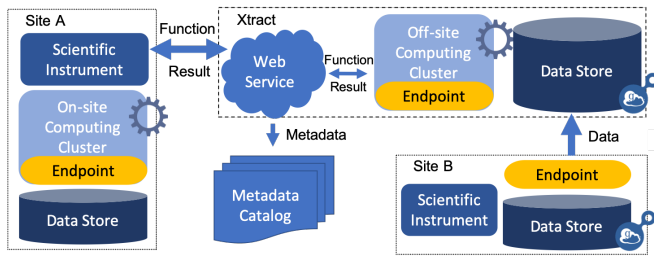 Site A
Scientific
Instrument
On-site
Computing
Cluster
Endpoint
Data Store
Function
Result
Xtract
Web
Service
Function
Result
Off-site
Computing
Cluster
Endpoint
Data Store
Metadata
Metadata
Catalog
Data
Site B
Endpoint
Scientific
Instrument
Data Store